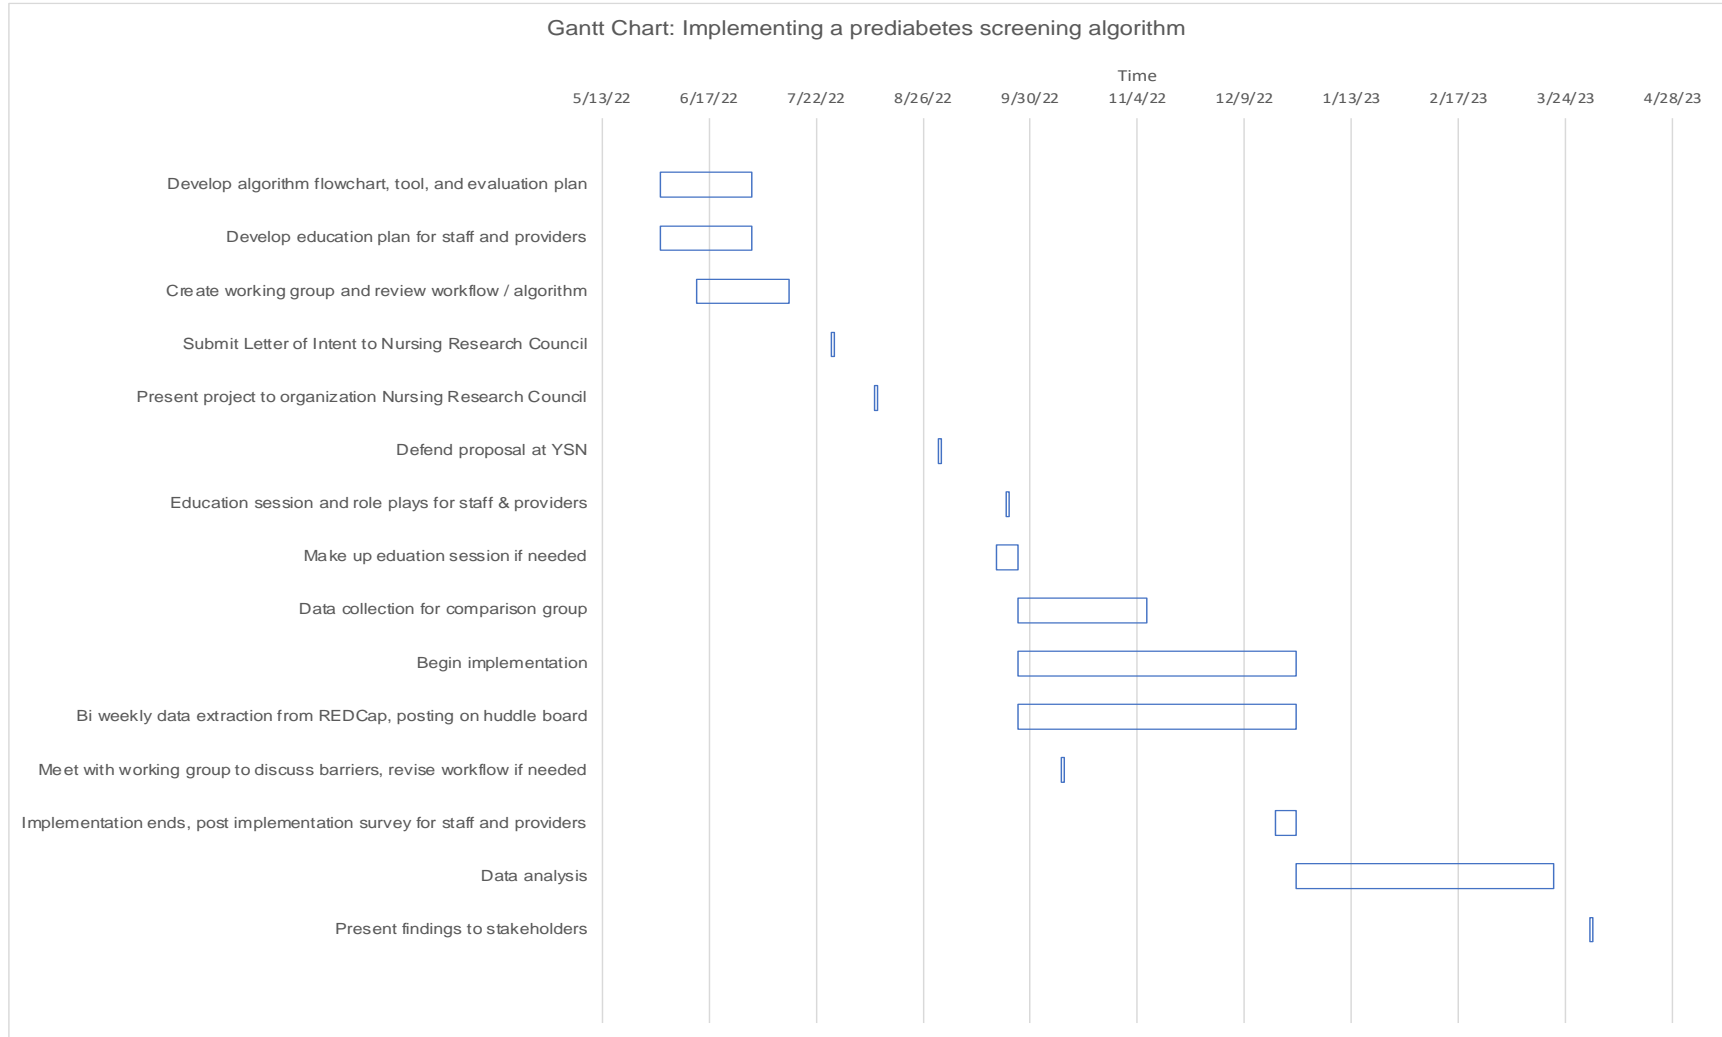 Gantt Chart: Implementing a prediabetes screening algorithm
Time
5/13/22 6/17/22 7/22/22 8/26/22 9/30/22 11/4/22 12/9/22 1/13/23 2/17/23 3/24/23 4/28/23
Develop algorithm flowchart, tool, and evaluation plan
Develop education plan for staff and providers
Create working group and review workflow / algorithm
Submit Letter of Intent to Nursing Research Council
Present project to organization Nursing Research Council
Defend proposal at YSN
Education session and role plays for staff & providers
Make up eduation session if needed
Data collection for comparison group
Begin implementation
Bi weekly data extraction from REDCap, posting on huddle board
Meet with working group to discuss barriers, revise workflow if needed
Implementation ends, post implementation survey for staff and providers
Data analysis
Present findings to stakeholders